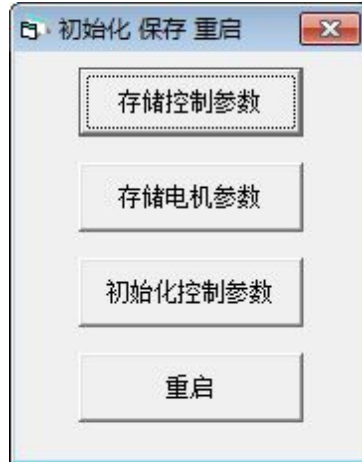 初始化 保存 重启
存储控制参数
存储电机参数
初始化控制参数
重启